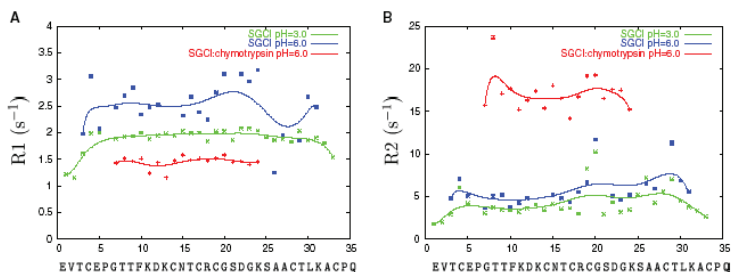 A
SGCI pH=3.0
SGCI pH=6.0
SGCI:chymotrypsin pH=6.0
R1 (s⁻¹)
4
3.5
3
2.5
2
1.5
1
0.5
0
0 5 10 15 20 25 30 35
EVTCEPGTTFKDKCNTCRCGSDGKSAACTLKACPQ
B
SGCI pH=3.0
SGCI pH=6.0
SGCI:chymotrypsin pH=6.0
R2 (s⁻¹)
25
20
15
10
5
0
0 5 10 15 20 25 30 35
EVTCEPGTTFKDKCNTCRCGSDGKSAACTLKACPQ